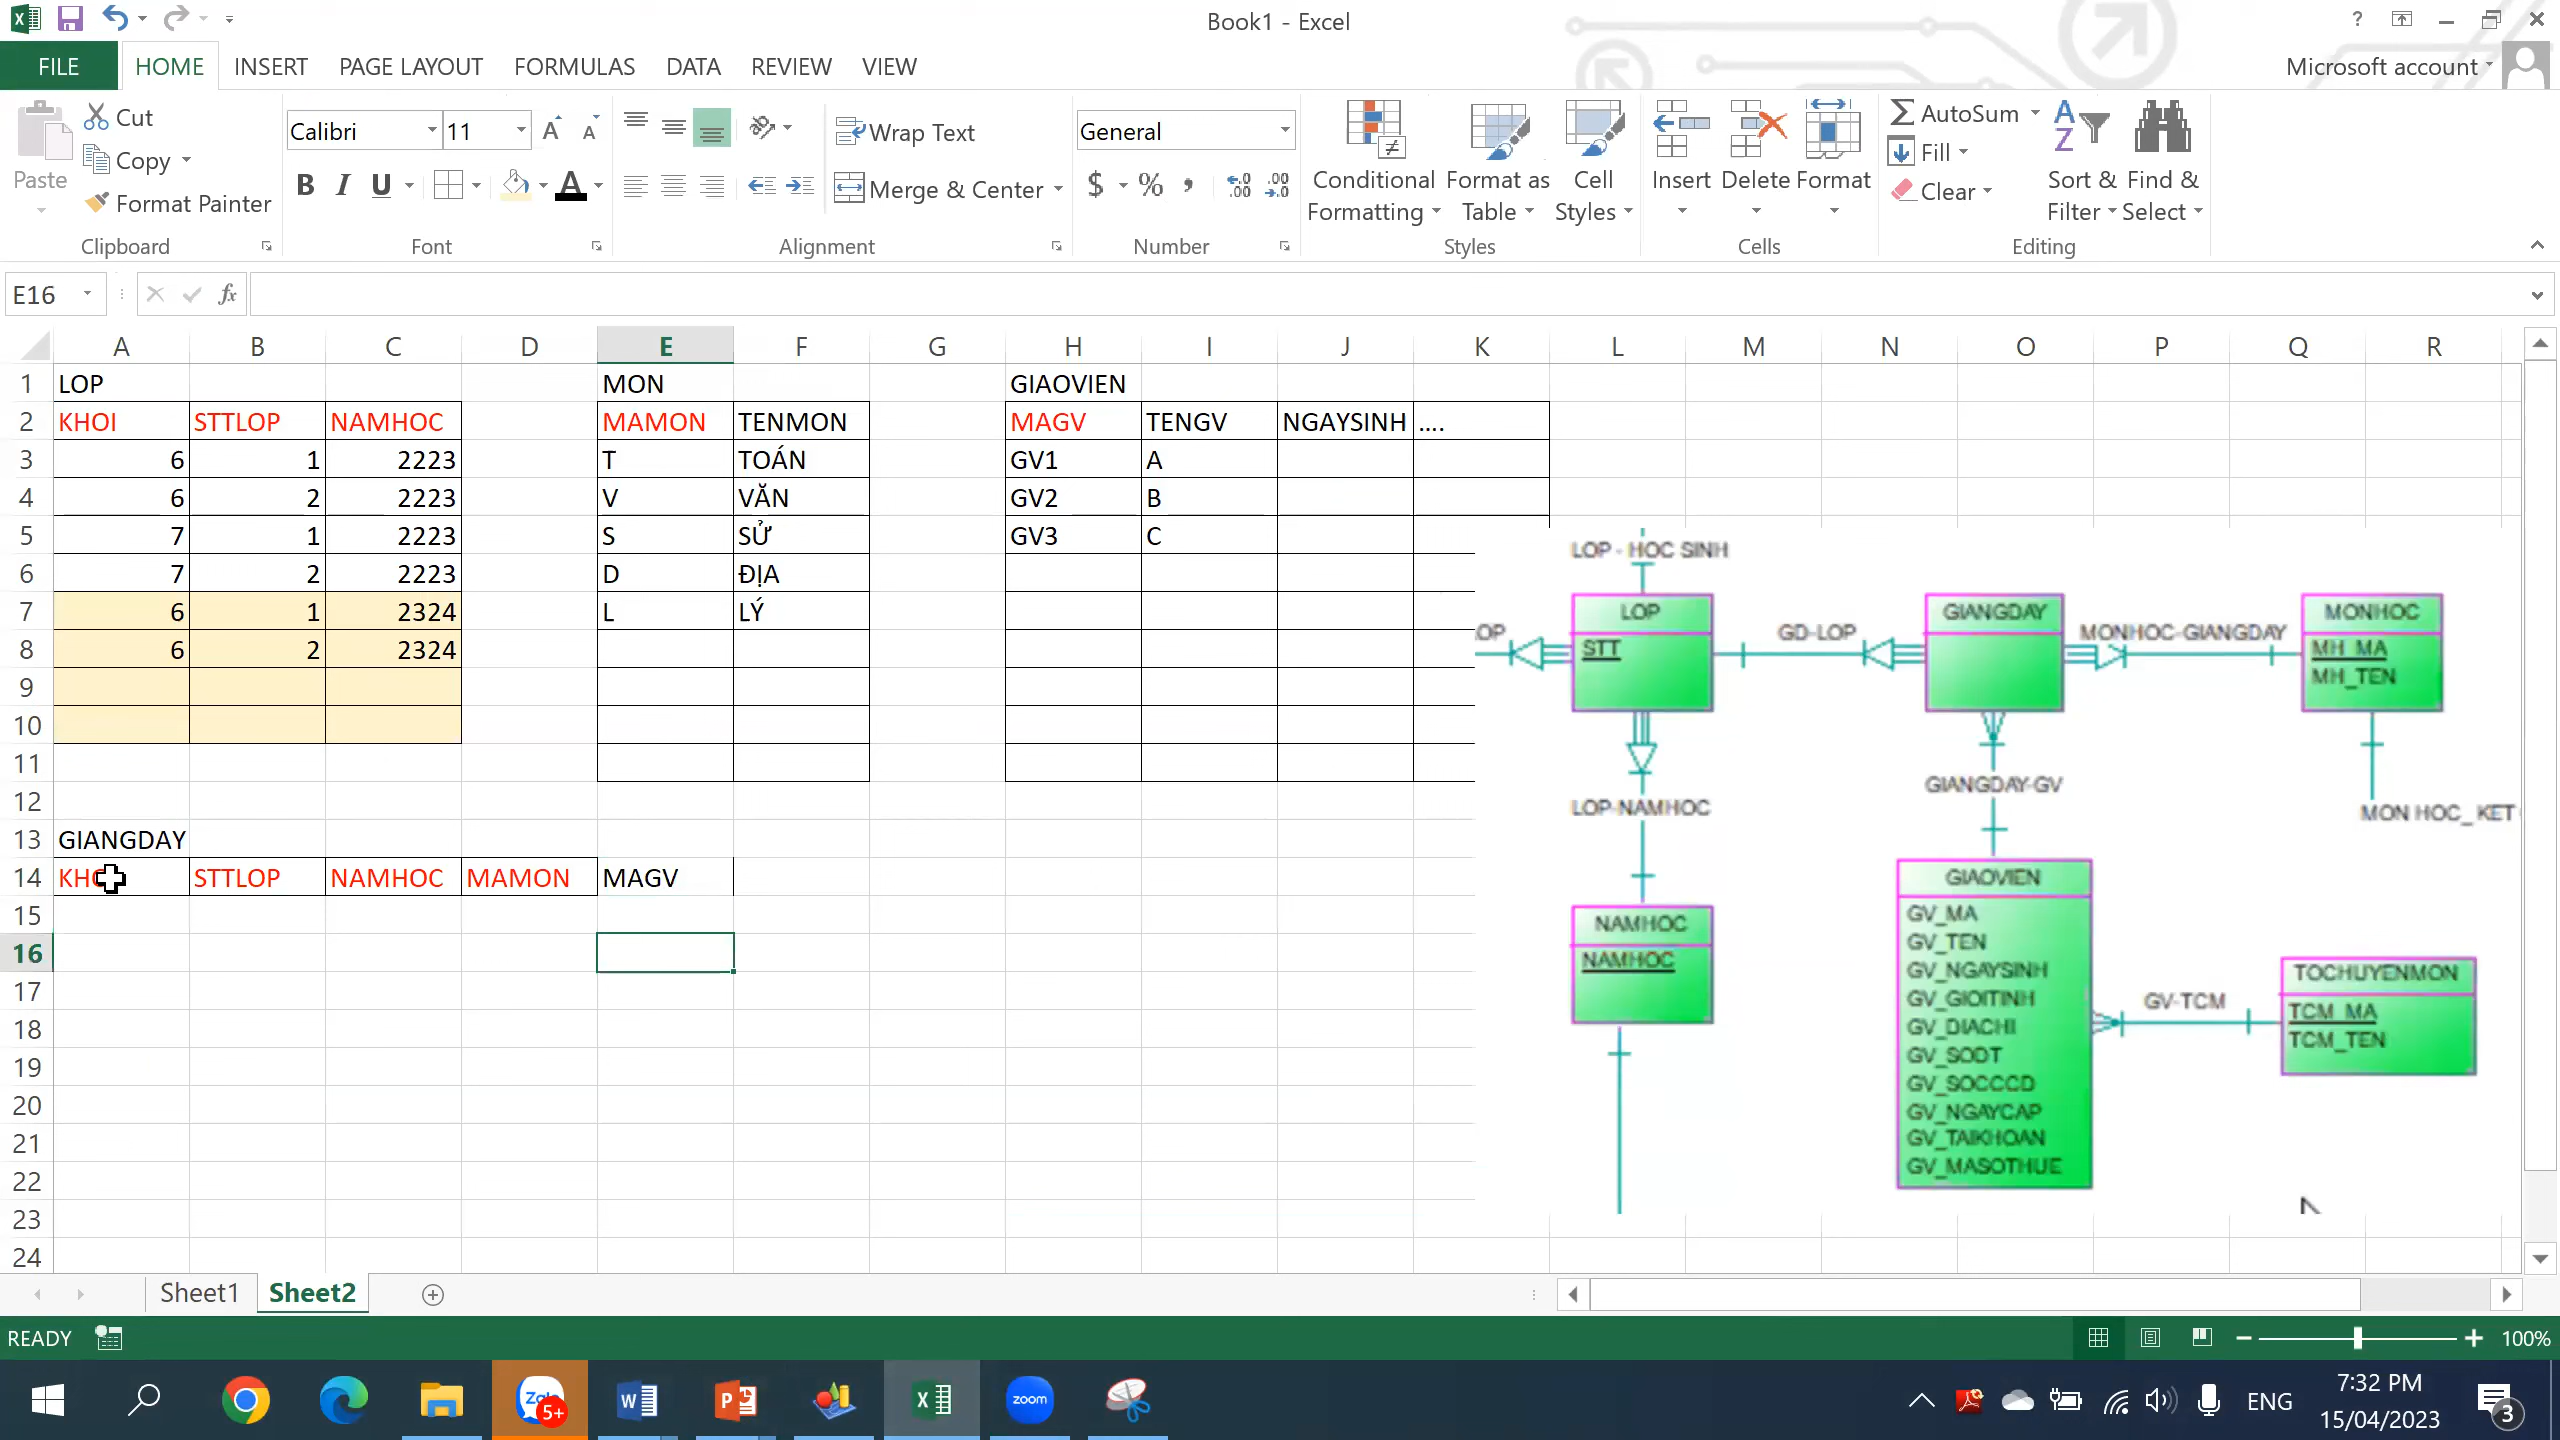 Book1 - Excel
?
FILE
HOME
INSERT
PAGE LAYOUT
FORMULAS
DATA
REVIEW
VIEW
Microsoft account
Paste
Cut
Copy
Format Painter
Clipboard
Calibri
11
B I U
Font
Wrap Text
Merge & Center
Alignment
General
$ % ,
Number
Conditional Formatting
Format as Table
Cell Styles
Styles
Insert
Delete
Format
Cells
AutoSum
Fill
Clear
Sort & Filter
Find & Select
Editing
E16
fx
A B C D E F G H I J K L M N O P Q R
1 LOP MON GIAOVIEN
2 KHOI STTLOP NAMHOC MAMON TENMON MAGV TENGV NGAYSINH ....
3 6 1 2223 T TOÁN GV1 A
4 6 2 2223 V VĂN GV2 B
5 7 1 2223 S SỬ GV3 C
6 7 2 2223 D ĐỊA
7 6 1 2324 L LÝ
8 6 2 2324
9
10
11
12
13 GIANGDAY
14 STTLOP NAMHOC MAMON MAGV
15
16
17
18
19
20
21
22
23
24
LOP - HOC SINH
LOP
STT
GD-LOP
GIANGDAY
MONHOC-GIANGDAY
MONHOC
MH_MA
MH_TEN
LOP-NAMHOC
GIANGDAY-GV
MON HOC_ KET
NAMHOC
NAMHOC
GIAOVIEN
GV_MA
GV_TEN
GV_NGAYSINH
GV_GIOITINH
GV_DIACHI
GV_SODT
GV_SOCCCD
GV_NGAYCAP
GV_TAIKHOAN
GV_MASOTHUE
GV-TCM
TOCHUYENMON
TCM_MA
TCM_TEN
Sheet1
Sheet2
READY
100%
Zalo
5+
zoom
ENG
7:32 PM
15/04/2023
3